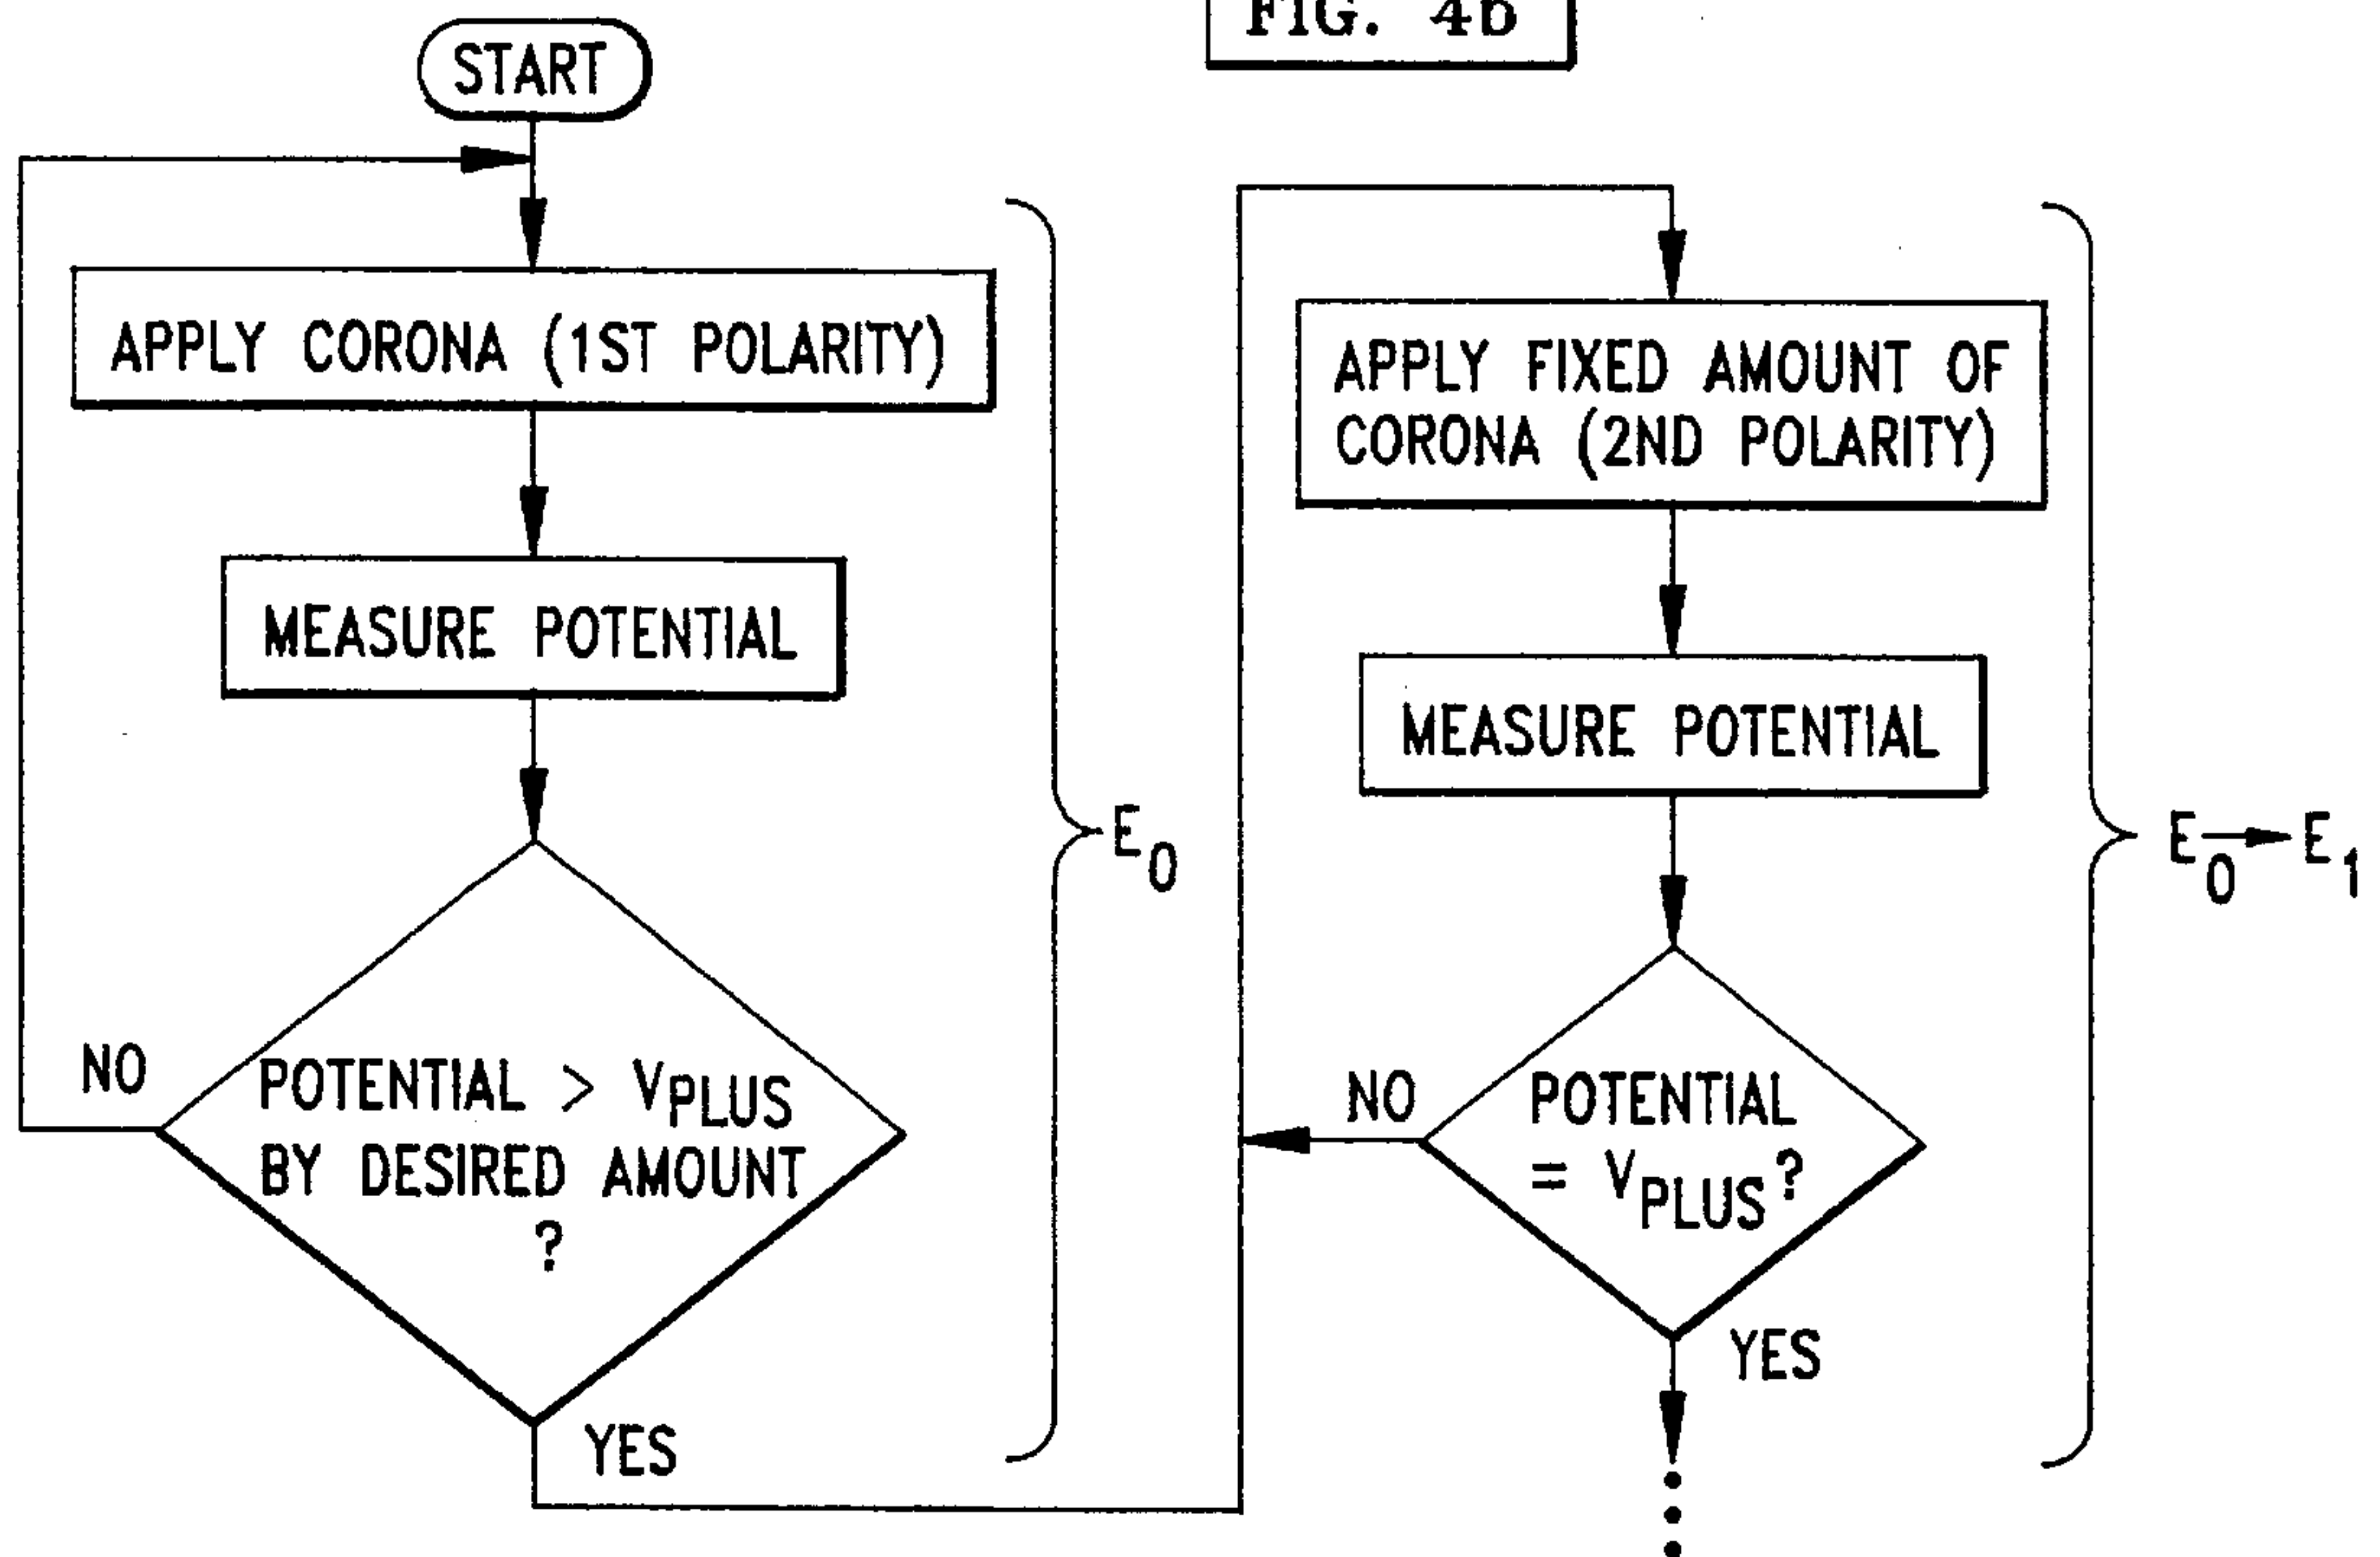 FIG. 4b
START
APPLY CORONA (1ST POLARITY)
MEASURE POTENTIAL
NO
POTENTIAL > VPLUS
BY DESIRED AMOUNT
?
YES
E0
APPLY FIXED AMOUNT OF
CORONA (2ND POLARITY)
MEASURE POTENTIAL
NO
POTENTIAL
= VPLUS?
YES
E0 → E1